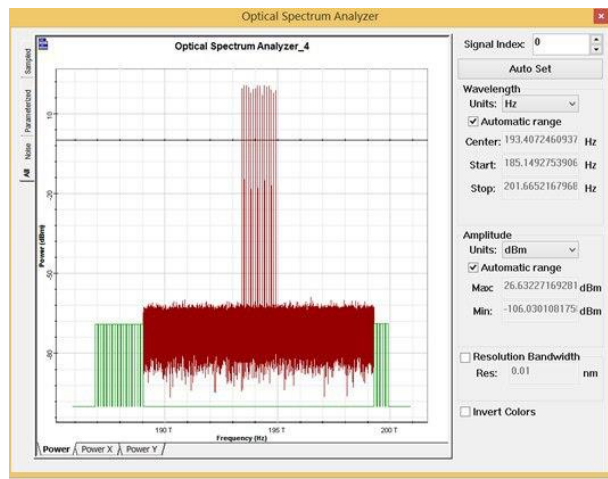 Optical Spectrum Analyzer
Optical Spectrum Analyzer_4
Sampled
Parameterized
Noise
All
Power (dBm)
10
-20
-50
-80
190 T
195 T
200 T
Frequency (Hz)
Power
Power X
Power Y
Signal Index: 0
Auto Set
Wavelength
Units: Hz
Automatic range
Center: 193.4072460937 Hz
Start: 185.1492753906 Hz
Stop: 201.6652167968 Hz
Amplitude
Units: dBm
Automatic range
Max: 26.63227169281 dBm
Min: -106.030108175 dBm
Resolution Bandwidth
Res: 0.01 nm
Invert Colors